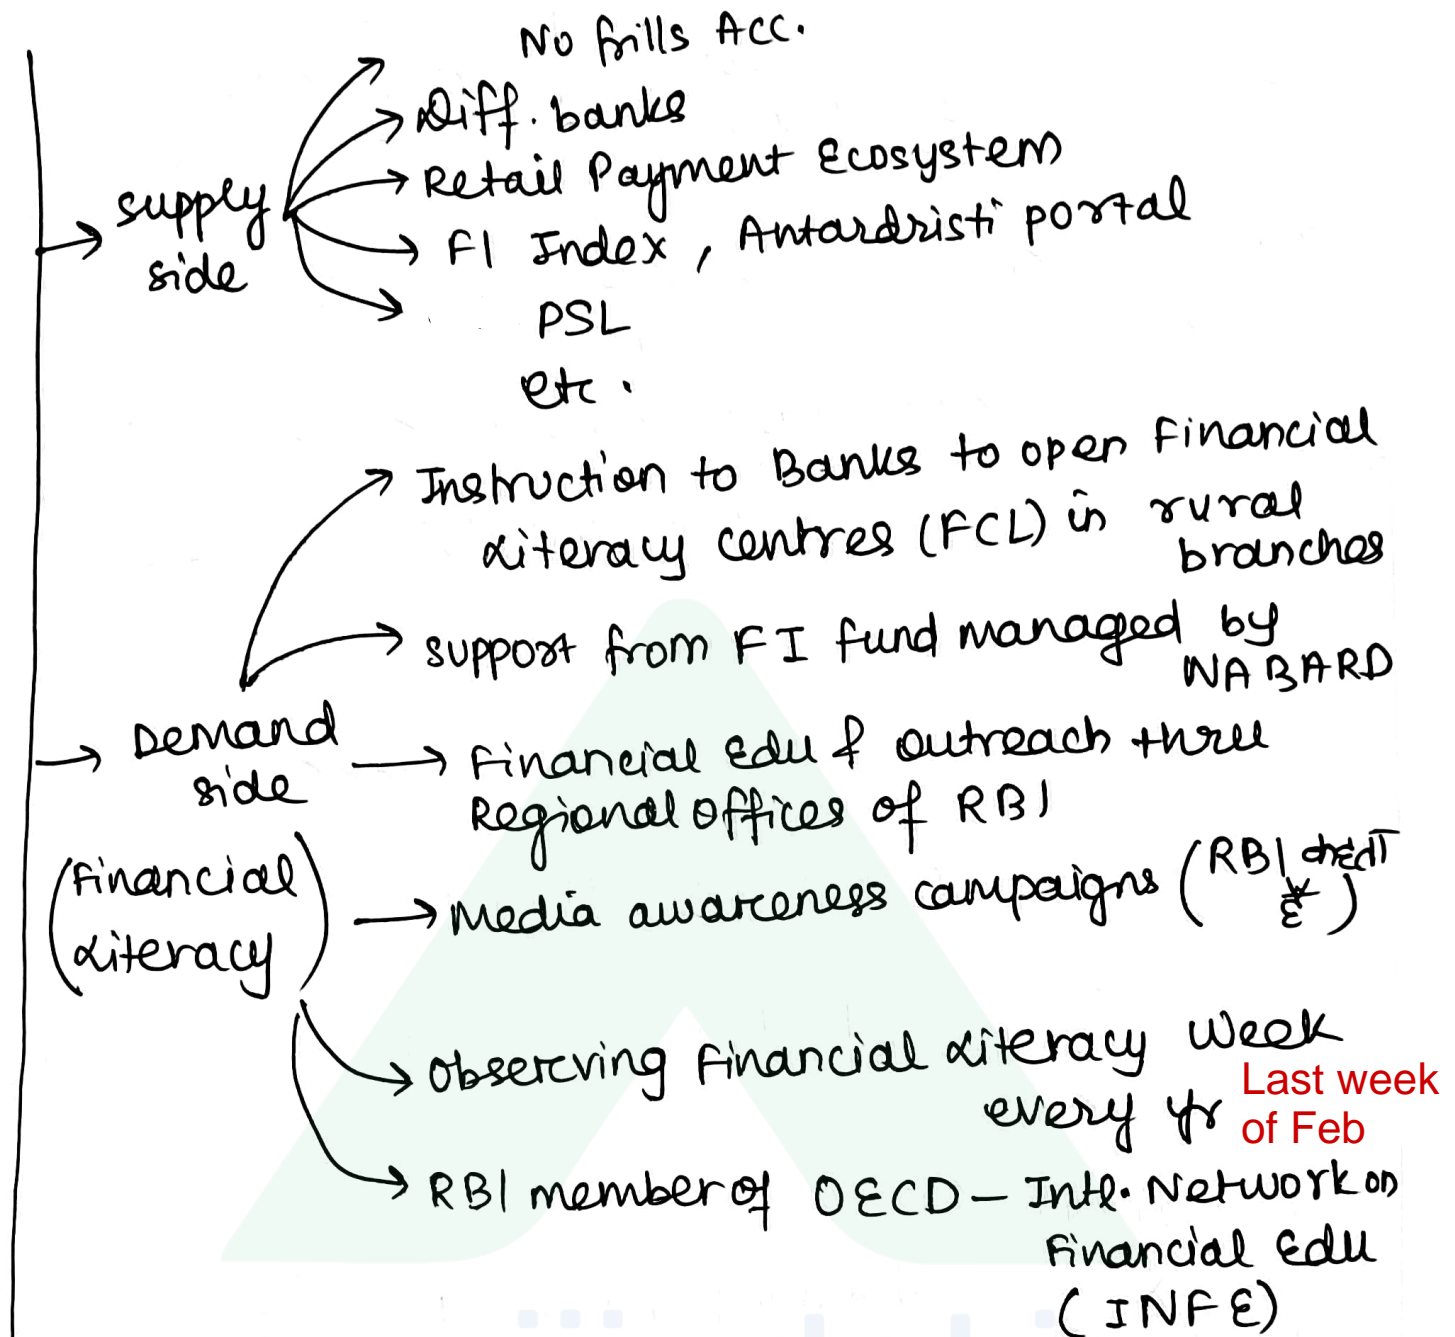 No frills Acc.
Diff. banks
Retail Payment Ecosystem
supply
side
FI Index, Antardristi portal
PSL
etc.
Instruction to Banks to open Financial
Literacy centres (FCL) in rural
branches
support from FI fund managed by
NABARD
Demand
side
Financial Edu & outreach thru
Regional offices of RBI
(Financial
Literacy)
Media awareness campaigns (RBI
)
Observing Financial Literacy Week
every yr
Last week
of Feb
RBI member of OECD - Intl. Network on
Financial Edu
(INFE)